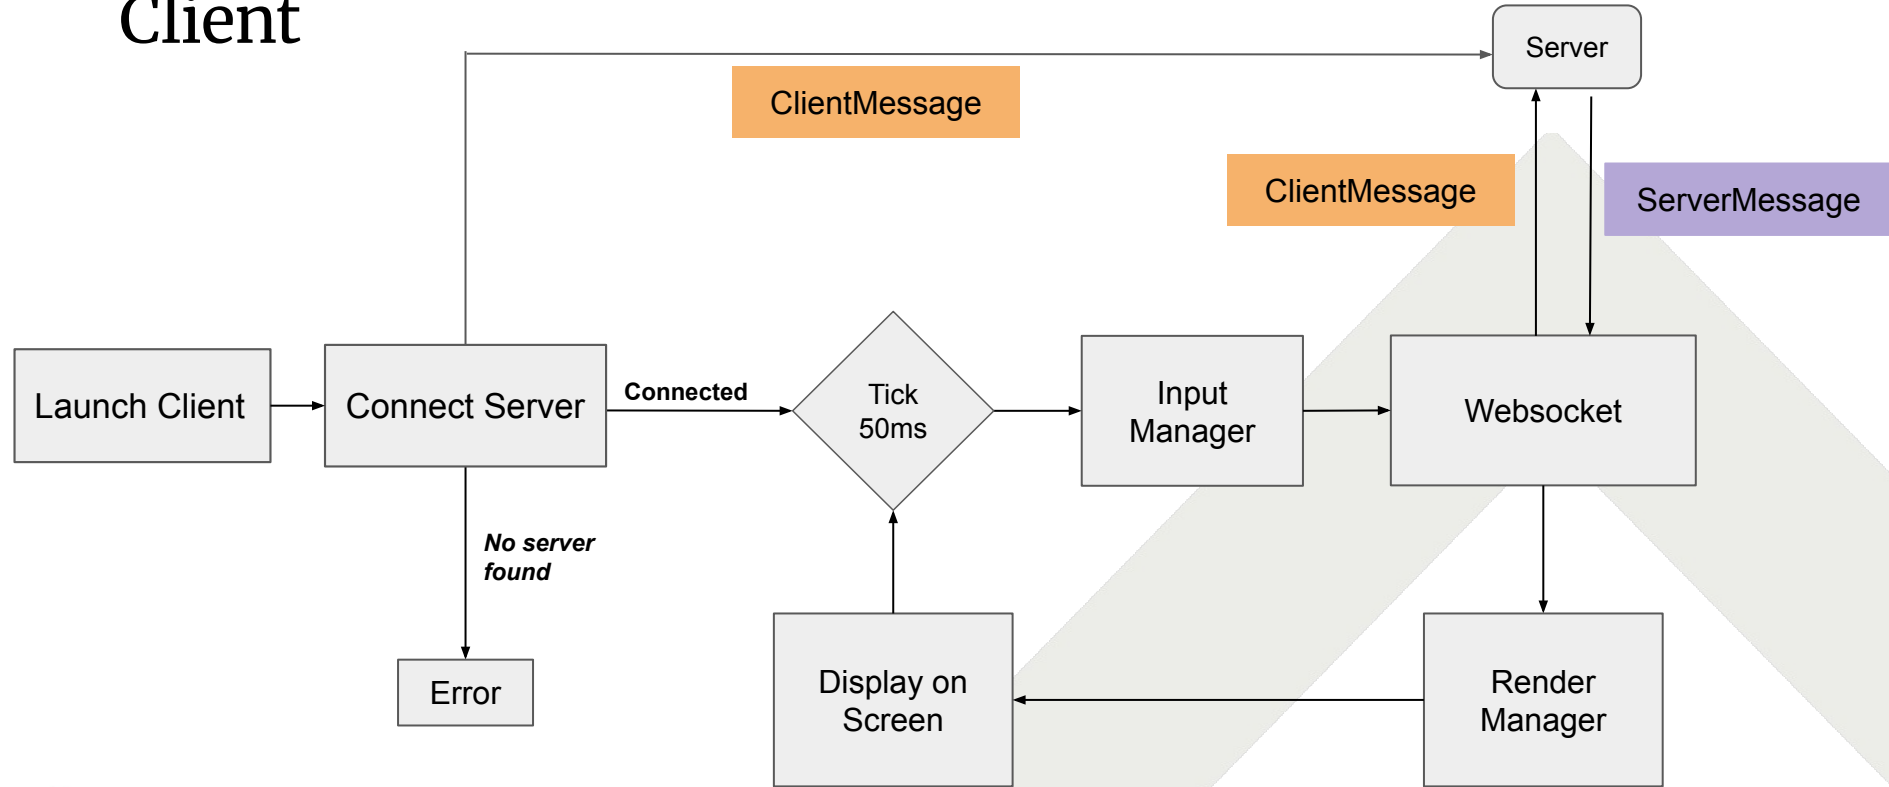 Client
Server
ClientMessage
ClientMessage
ServerMessage
Launch Client
Connect Server
Connected
Tick
50ms
Input
Manager
Websocket
No server
found
Error
Display on
Screen
Render
Manager